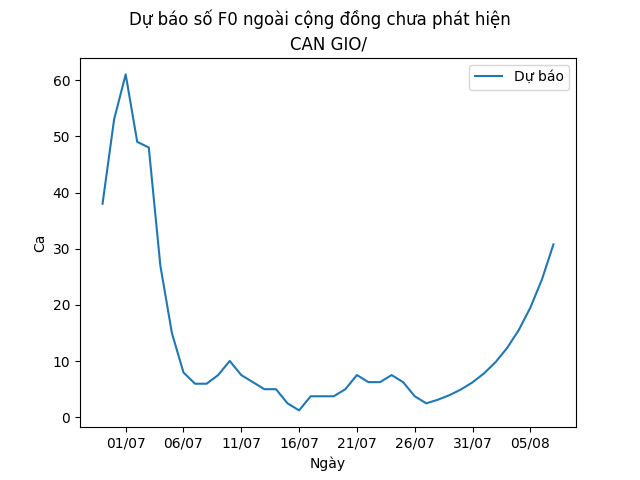 Dự báo số F0 ngoài cộng đồng chưa phát hiện
CAN GIO/
Dự báo
60
50
40
30
20
10
0
Ca
01/07 06/07 11/07 16/07 21/07 26/07 31/07 05/08
Ngày